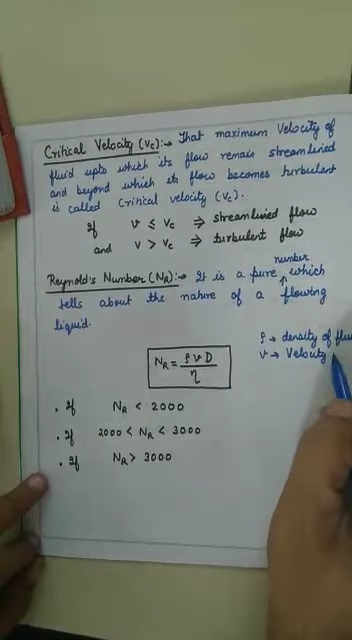 Critical Velocity (Vc):→ That maximum Velocity of
fluid upto which its flow remain streamlined
and beyond which its flow becomes turbulent
is called Critical velocity (Vc).
If v ≤ Vc ⇒ streamlined flow
and v > Vc ⇒ turbulent flow
Reynold's Number (NR):→ It is a pure number which
tells about the nature of a flowing
liquid.
NR = ρ v D / η
ρ → density of flui
v → Velocity
• If NR < 2000
• If 2000 < NR < 3000
• If NR > 3000